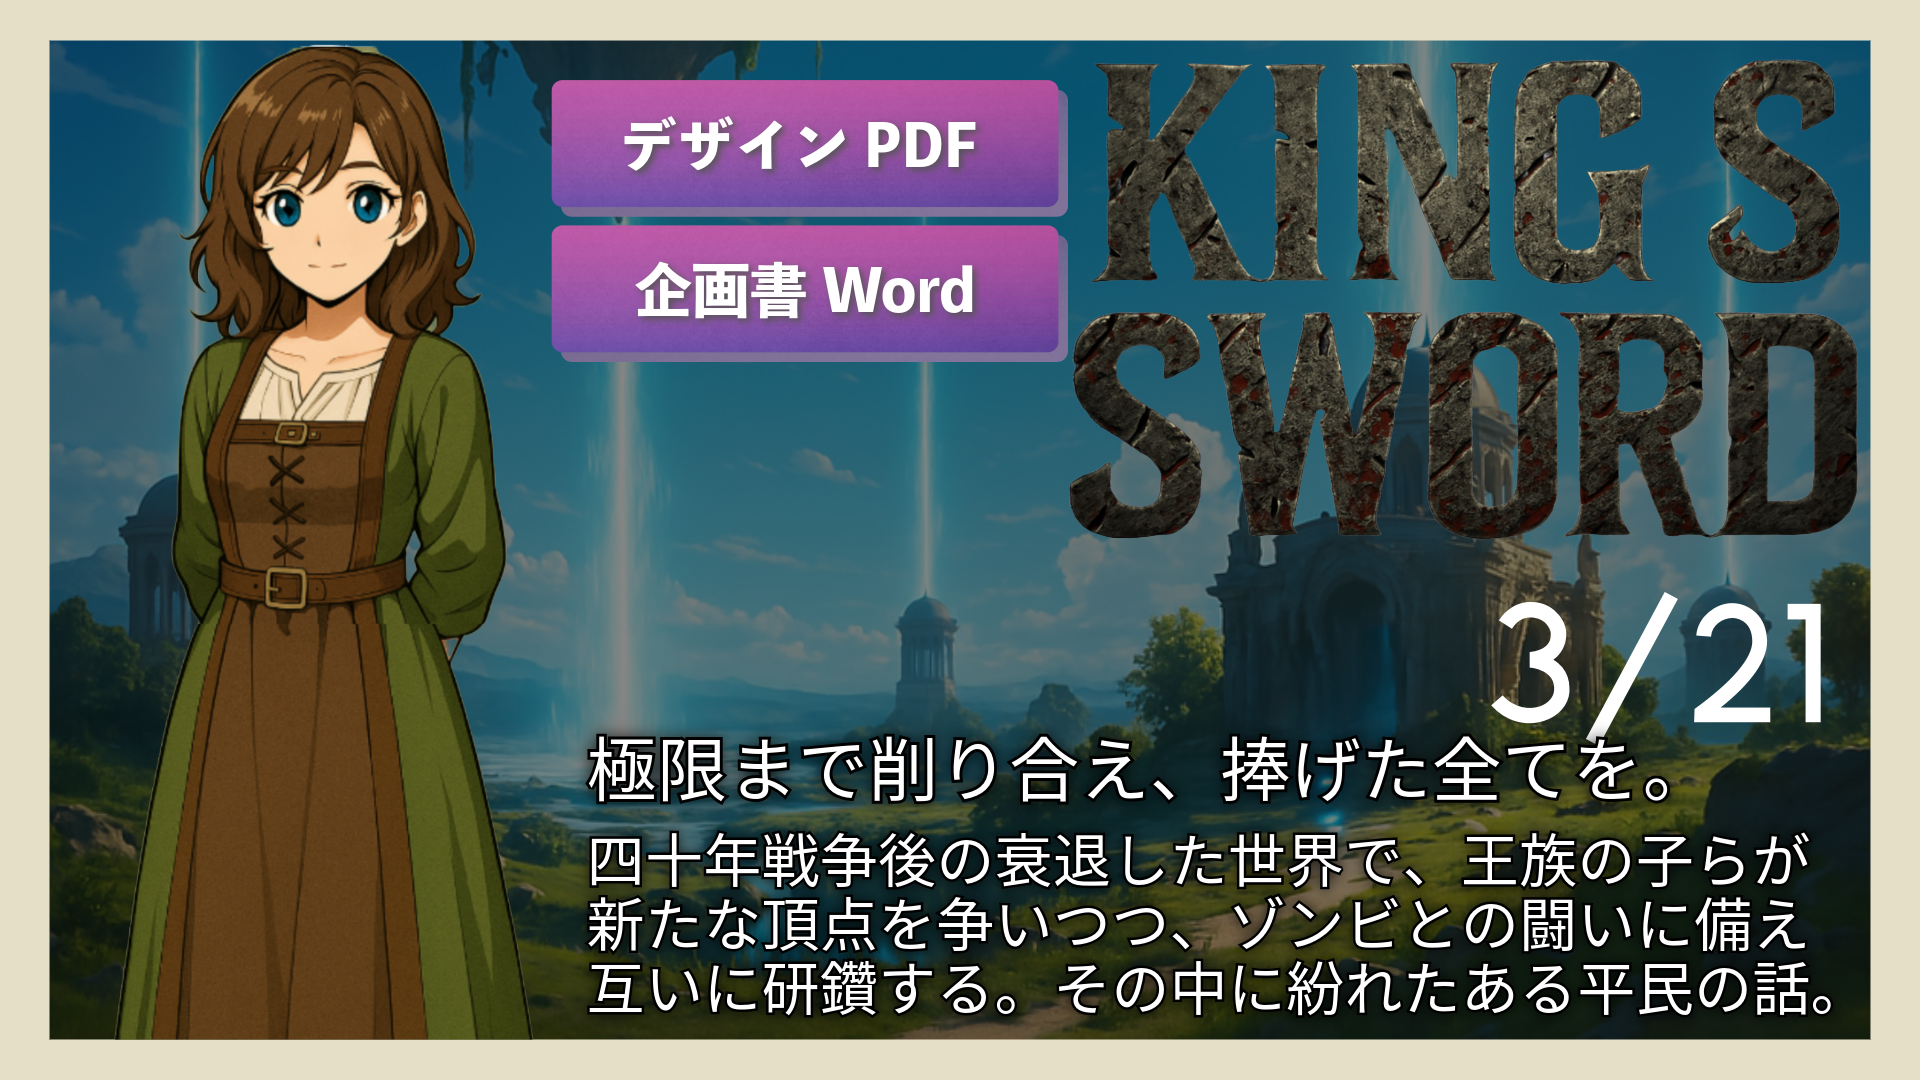 デザイン PDF
企画書 Word
KING S
SWORD
3/21
極限まで削り合え、捧げた全てを。
四十年戦争後の衰退した世界で、王族の子らが
新たな頂点を争いつつ、ゾンビとの闘いに備え
互いに研鑽する。その中に紛れたある平民の話。